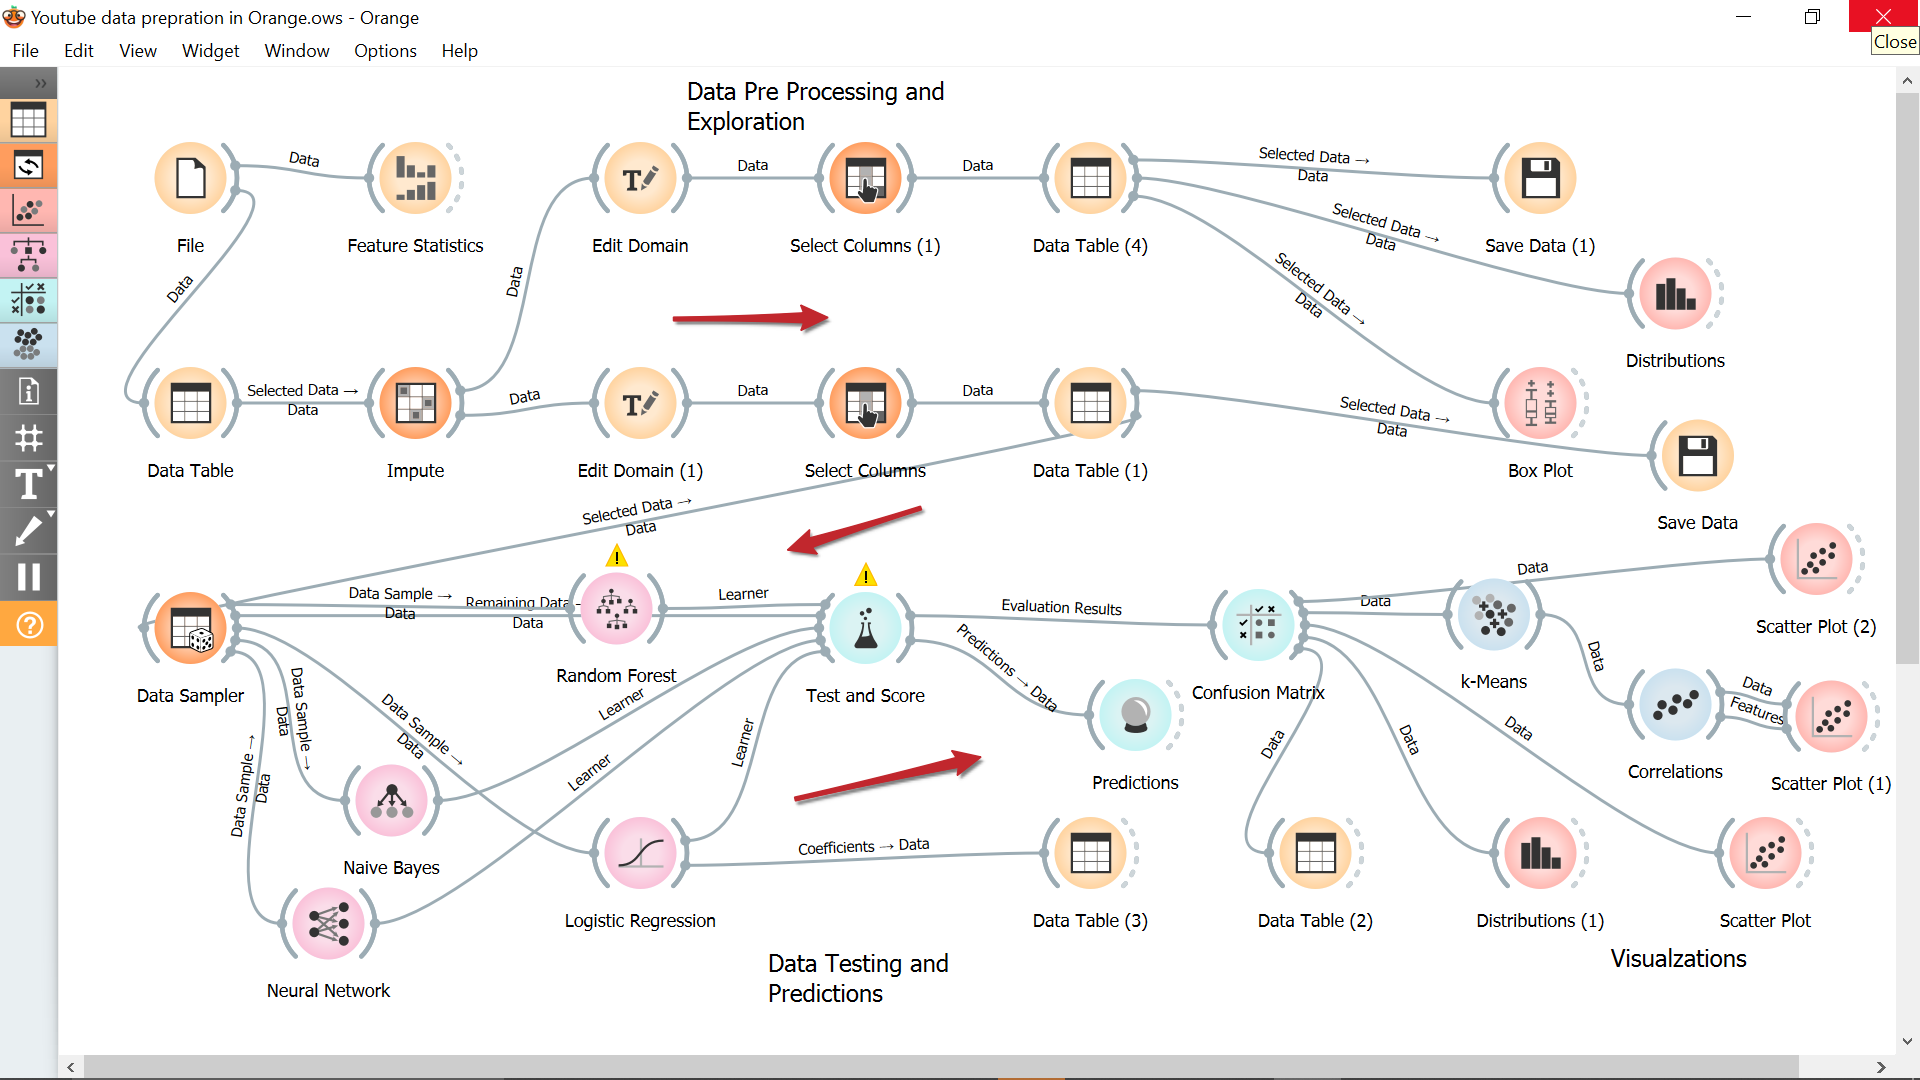 Youtube data prepration in Orange.ows - Orange
Close
File Edit View Widget Window Options Help
Data Pre Processing and
Exploration
Data
Data
Data
Selected Data →
Data
Selected Data →
Data
File
Feature Statistics
Edit Domain
Select Columns (1)
Data Table (4)
Save Data (1)
Data
Data
Selected Data →
Data
Distributions
Selected Data →
Data
Data
Data
Data
Selected Data →
Data
Data Table
Impute
Edit Domain (1)
Select Columns
Data Table (1)
Box Plot
Save Data
Selected Data →
Data
Data
Data Sample →
Data
Remaining Data
Data
Learner
Evaluation Results
Data
Scatter Plot (2)
Random Forest
Data Sampler
Test and Score
Predictions → Data
Confusion Matrix
k-Means
Data
Data
Features
Data Sample →
Data
Data Sample →
Data
Learner
Learner
Learner
Data
Data
Data
Data Sample →
Data
Predictions
Correlations
Scatter Plot (1)
Naive Bayes
Coefficients → Data
Logistic Regression
Data Table (3)
Data Table (2)
Distributions (1)
Scatter Plot
Neural Network
Data Testing and
Predictions
Visualzations